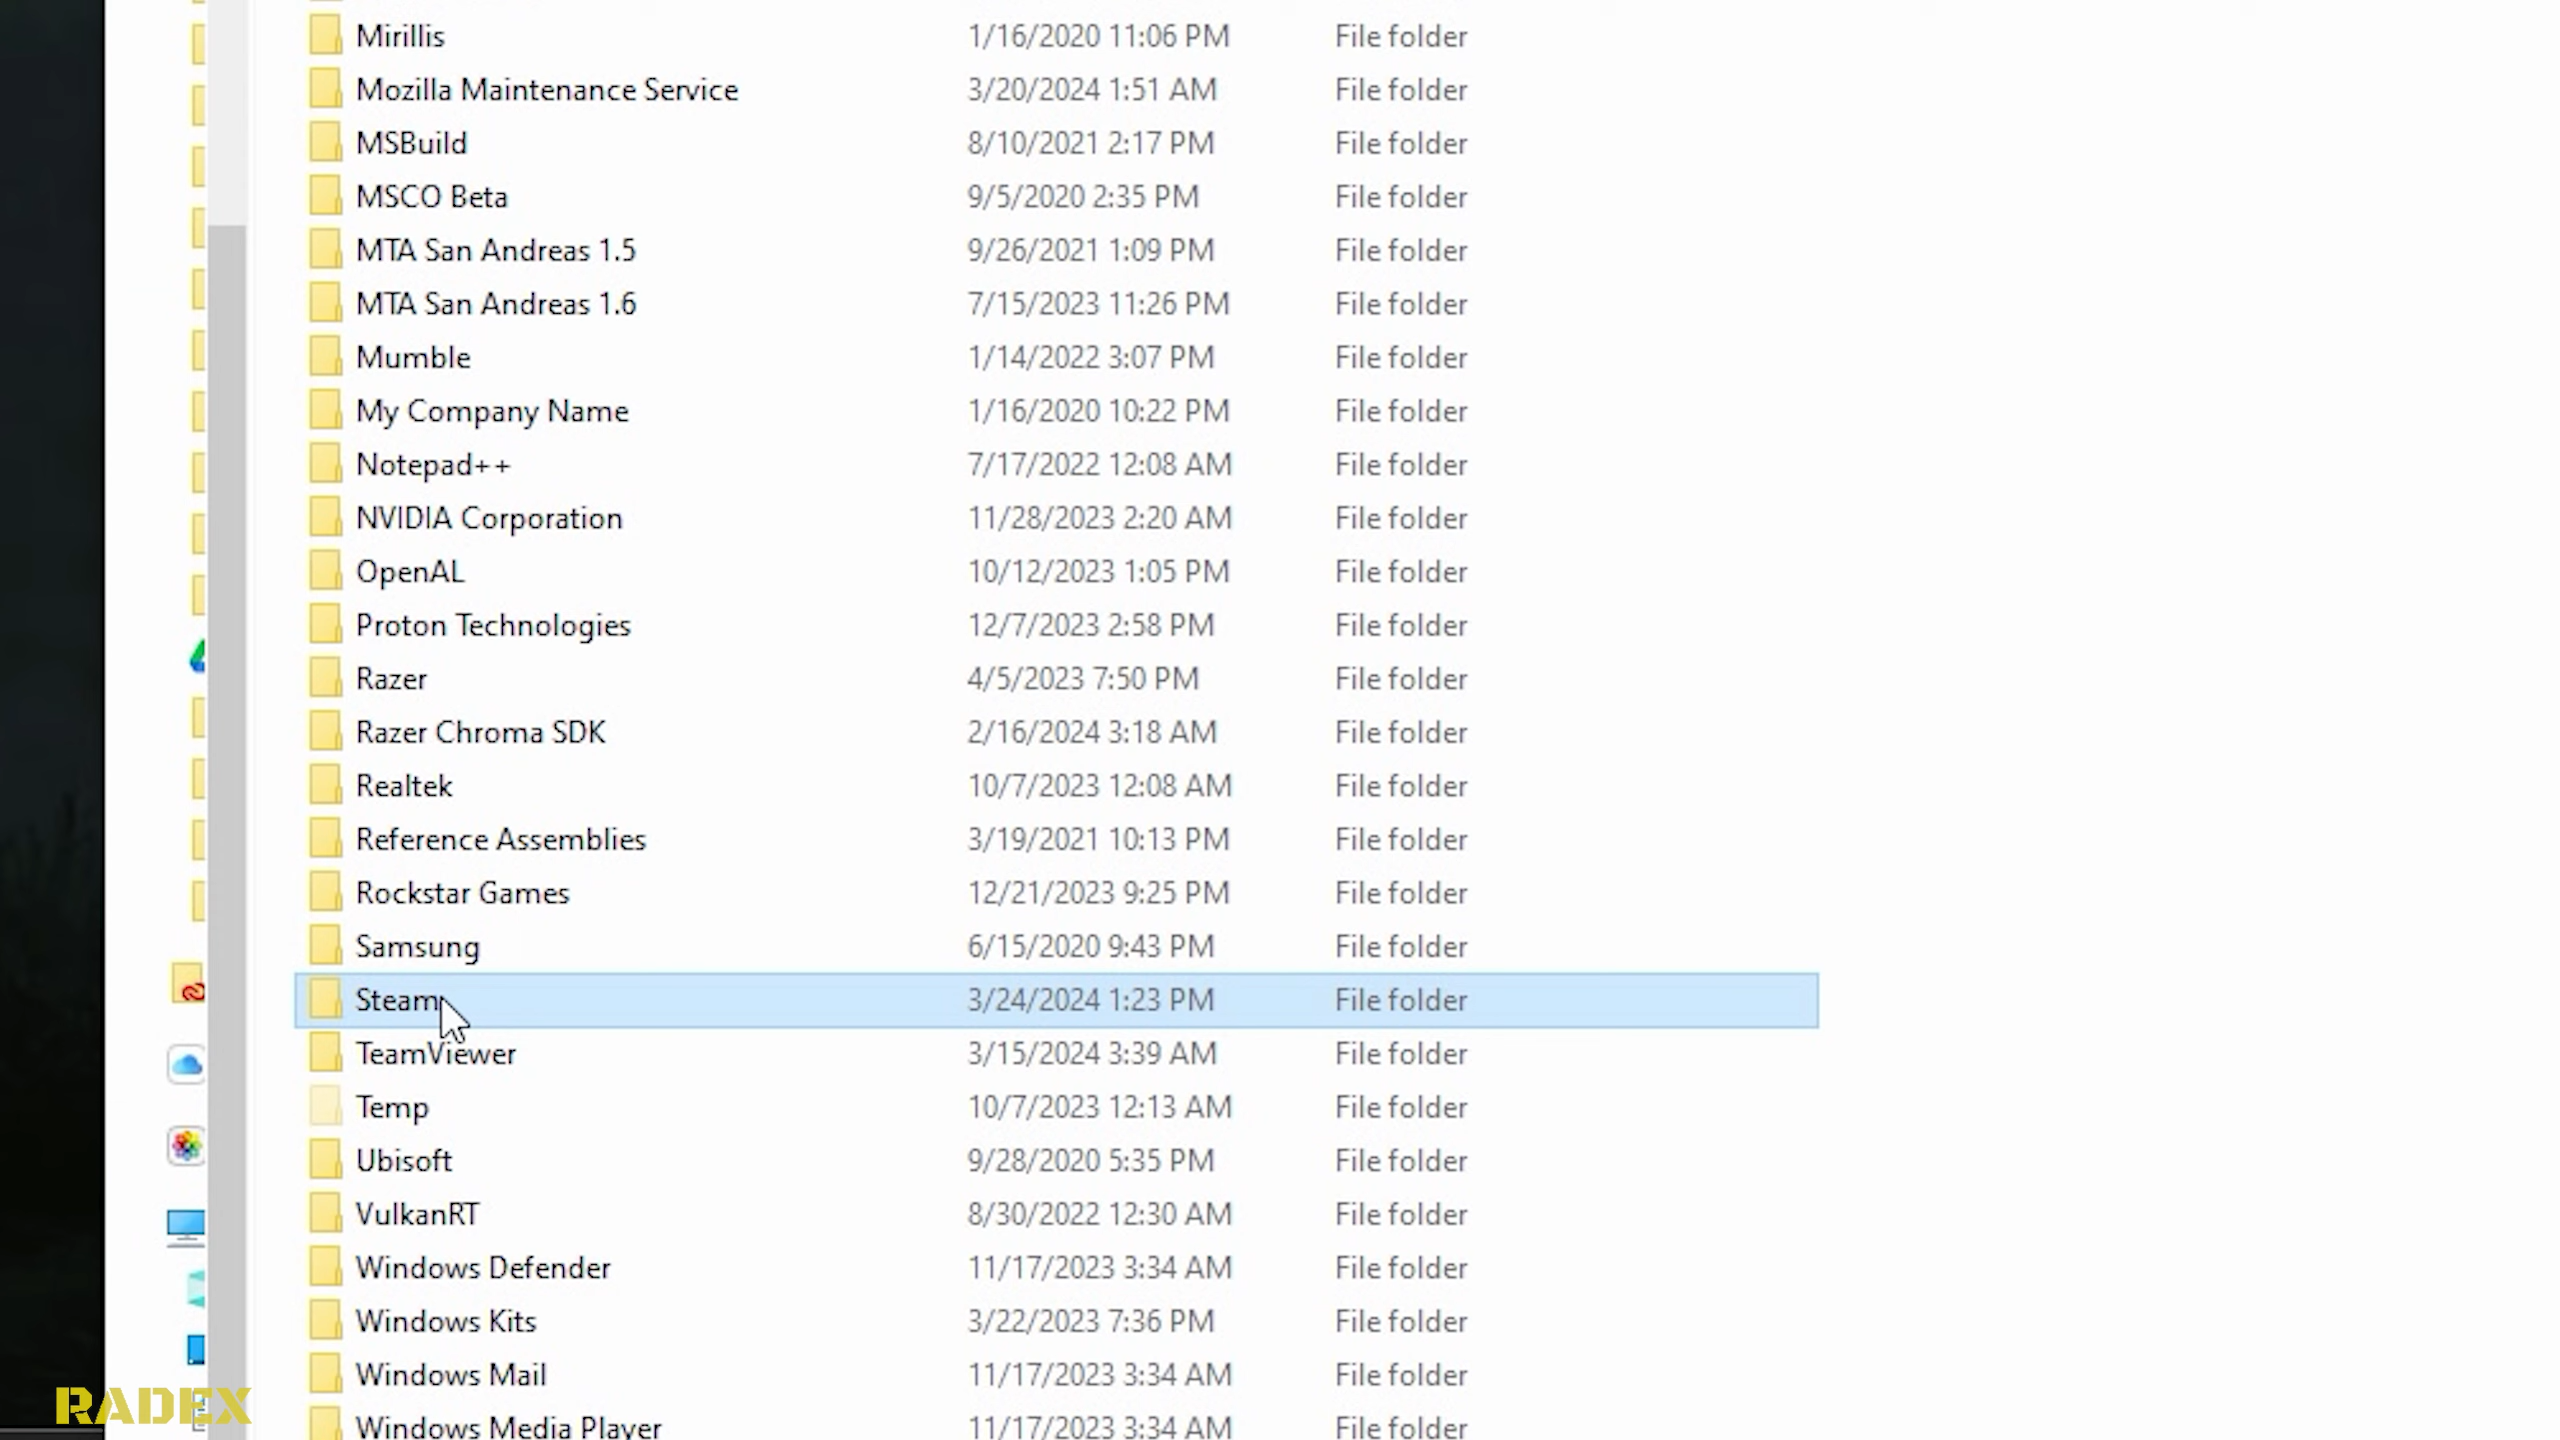 Mirillis 1/16/2020 11:06 PM File folder
Mozilla Maintenance Service 3/20/2024 1:51 AM File folder
MSBuild 8/10/2021 2:17 PM File folder
MSCO Beta 9/5/2020 2:35 PM File folder
MTA San Andreas 1.5 9/26/2021 1:09 PM File folder
MTA San Andreas 1.6 7/15/2023 11:26 PM File folder
Mumble 1/14/2022 3:07 PM File folder
My Company Name 1/16/2020 10:22 PM File folder
Notepad++ 7/17/2022 12:08 AM File folder
NVIDIA Corporation 11/28/2023 2:20 AM File folder
OpenAL 10/12/2023 1:05 PM File folder
Proton Technologies 12/7/2023 2:58 PM File folder
Razer 4/5/2023 7:50 PM File folder
Razer Chroma SDK 2/16/2024 3:18 AM File folder
Realtek 10/7/2023 12:08 AM File folder
Reference Assemblies 3/19/2021 10:13 PM File folder
Rockstar Games 12/21/2023 9:25 PM File folder
Samsung 6/15/2020 9:43 PM File folder
Steam 3/24/2024 1:23 PM File folder
TeamViewer 3/15/2024 3:39 AM File folder
Temp 10/7/2023 12:13 AM File folder
Ubisoft 9/28/2020 5:35 PM File folder
VulkanRT 8/30/2022 12:30 AM File folder
Windows Defender 11/17/2023 3:34 AM File folder
Windows Kits 3/22/2023 7:36 PM File folder
Windows Mail 11/17/2023 3:34 AM File folder
Windows Media Player 11/17/2023 3:34 AM File folder
RADEX